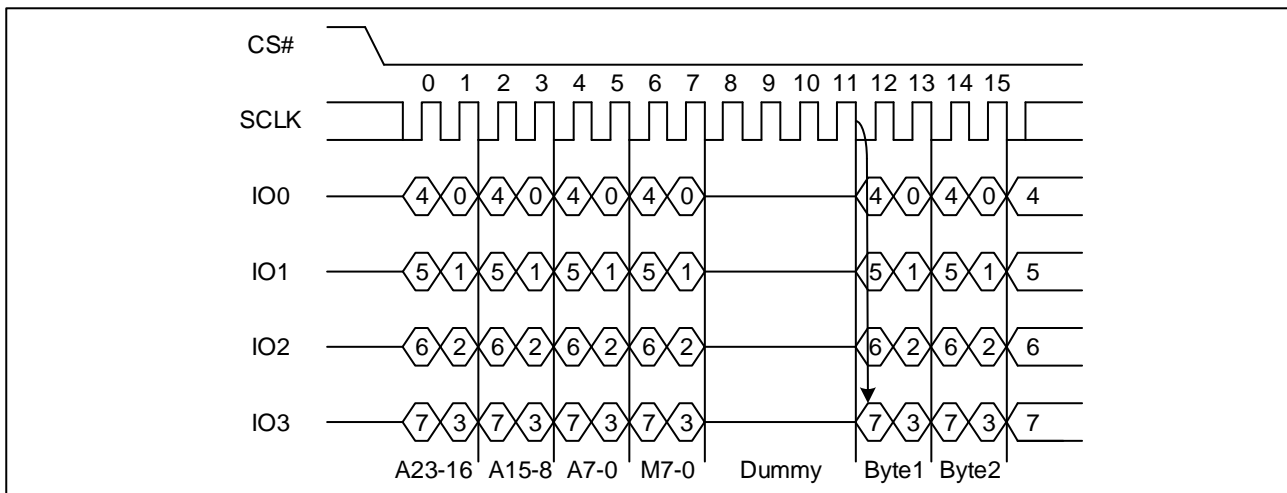 CS#
0 1 2 3 4 5 6 7 8 9 10 11 12 13 14 15
SCLK
IO0 4 0 4 0 4 0 4 0 4 0 4 0 4
IO1 5 1 5 1 5 1 5 1 5 1 5 1 5
IO2 6 2 6 2 6 2 6 2 6 2 6 2 6
IO3 7 3 7 3 7 3 7 3 7 3 7 3 7
A23-16 A15-8 A7-0 M7-0 Dummy Byte1 Byte2